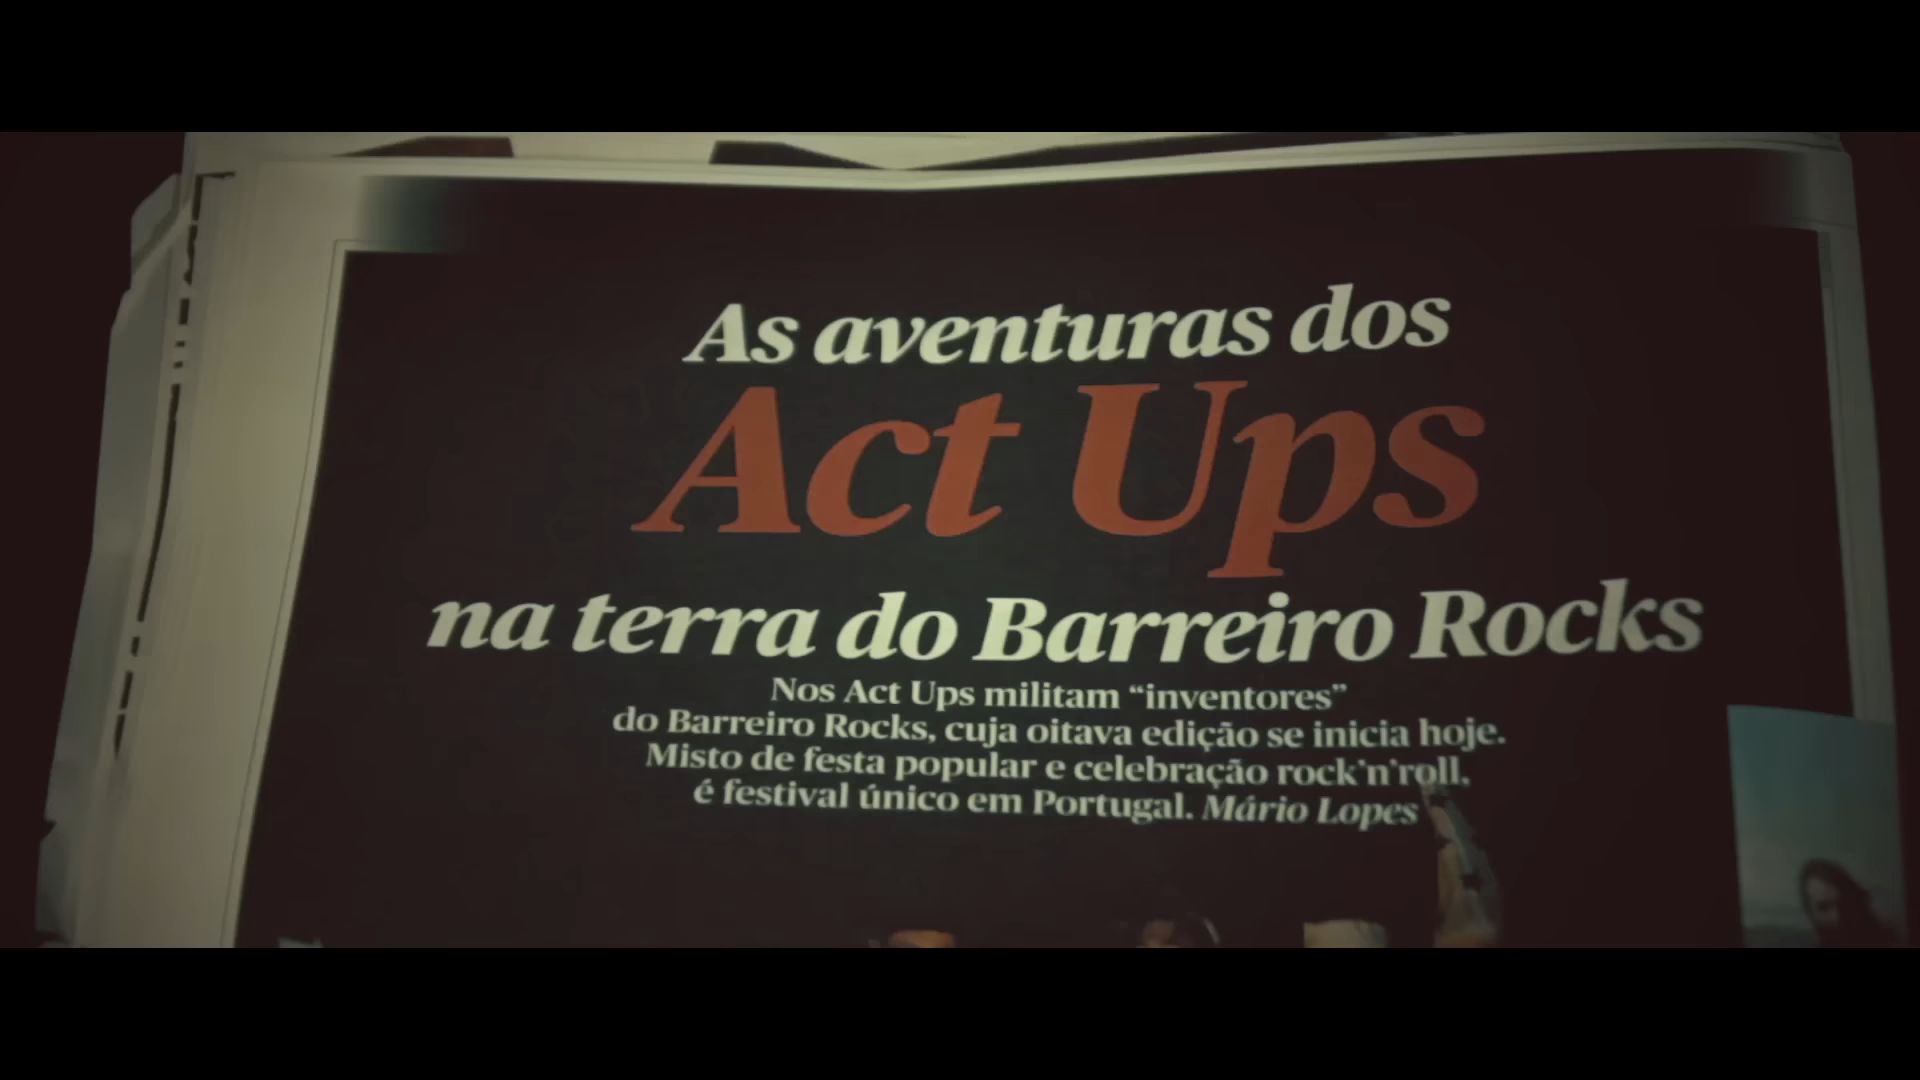 As aventuras dos
Act Ups
na terra do Barreiro Rocks
Nos Act Ups militam “inventores”
do Barreiro Rocks, cuja oitava edição se inicia hoje.
Misto de festa popular e celebração rock’n’roll,
é festival único em Portugal. Mário Lopes